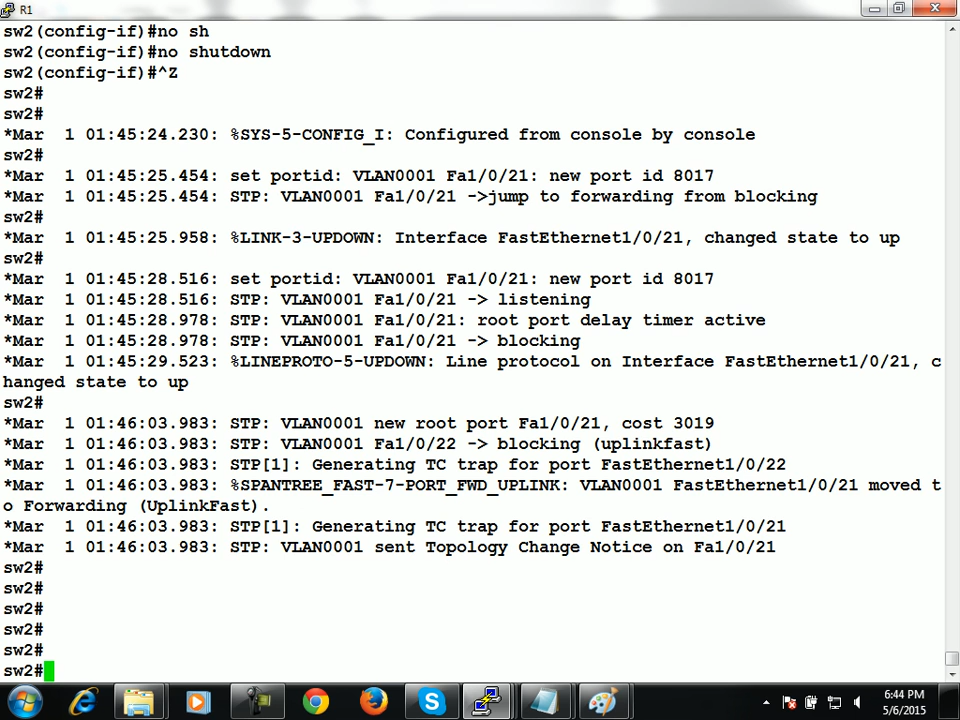 R1
sw2(config-if)#no sh
sw2(config-if)#no shutdown
sw2(config-if)#^Z
sw2#
sw2#
*Mar  1 01:45:24.230: %SYS-5-CONFIG_I: Configured from console by console
sw2#
*Mar  1 01:45:25.454: set portid: VLAN0001 Fa1/0/21: new port id 8017
*Mar  1 01:45:25.454: STP: VLAN0001 Fa1/0/21 ->jump to forwarding from blocking
sw2#
*Mar  1 01:45:25.958: %LINK-3-UPDOWN: Interface FastEthernet1/0/21, changed state to up
sw2#
*Mar  1 01:45:28.516: set portid: VLAN0001 Fa1/0/21: new port id 8017
*Mar  1 01:45:28.516: STP: VLAN0001 Fa1/0/21 -> listening
*Mar  1 01:45:28.978: STP: VLAN0001 Fa1/0/21: root port delay timer active
*Mar  1 01:45:28.978: STP: VLAN0001 Fa1/0/21 -> blocking
*Mar  1 01:45:29.523: %LINEPROTO-5-UPDOWN: Line protocol on Interface FastEthernet1/0/21, c
hanged state to up
sw2#
*Mar  1 01:46:03.983: STP: VLAN0001 new root port Fa1/0/21, cost 3019
*Mar  1 01:46:03.983: STP: VLAN0001 Fa1/0/22 -> blocking (uplinkfast)
*Mar  1 01:46:03.983: STP[1]: Generating TC trap for port FastEthernet1/0/22
*Mar  1 01:46:03.983: %SPANTREE_FAST-7-PORT_FWD_UPLINK: VLAN0001 FastEthernet1/0/21 moved t
o Forwarding (UplinkFast).
*Mar  1 01:46:03.983: STP[1]: Generating TC trap for port FastEthernet1/0/21
*Mar  1 01:46:03.983: STP: VLAN0001 sent Topology Change Notice on Fa1/0/21
sw2#
sw2#
sw2#
sw2#
sw2#
sw2#
6:44 PM
5/6/2015